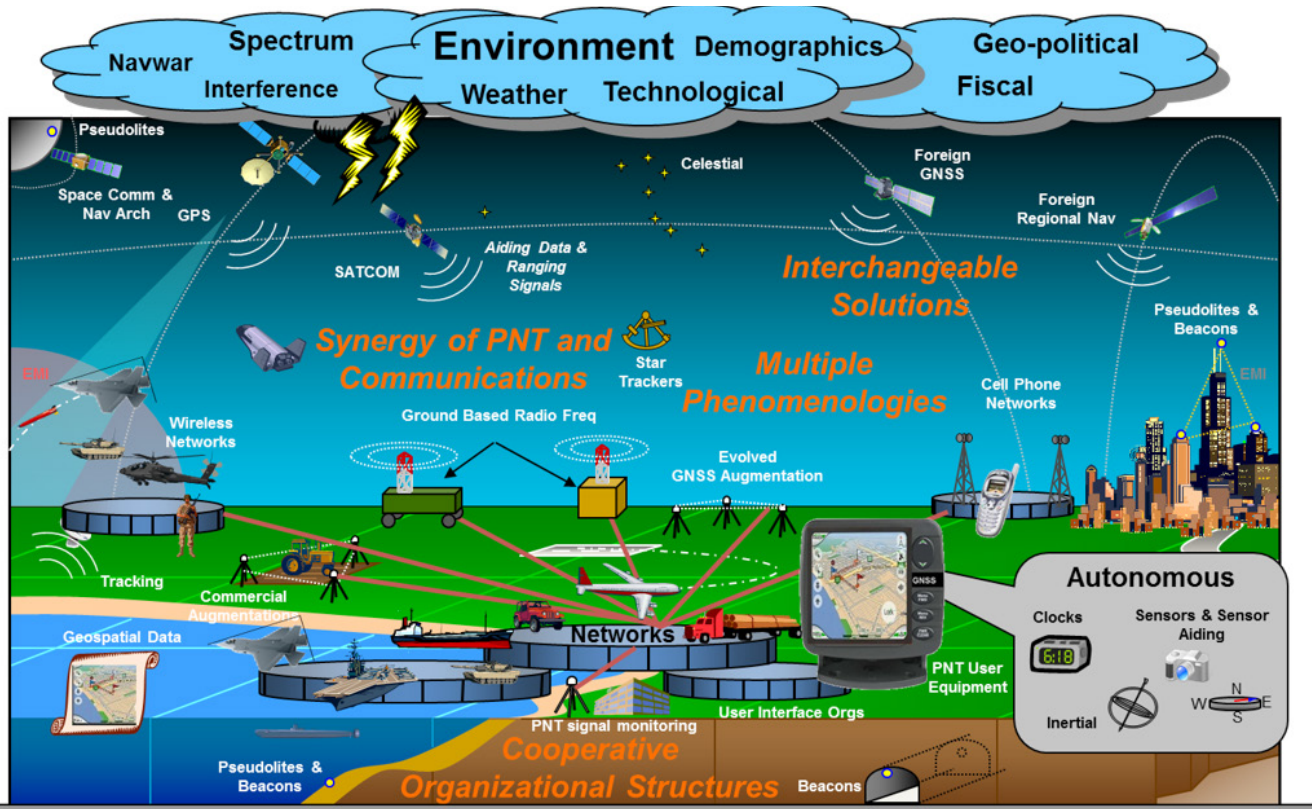 Navwar
Spectrum
Interference
Environment
Weather
Demographics
Technological
Geo-political
Fiscal
Pseudolites
Space Comm &
Nav Arch
GPS
SATCOM
Aiding Data &
Ranging
Signals
Celestial
Foreign
GNSS
Foreign
Regional Nav
Interchangeable
Solutions
Synergy of PNT and
Communications
Star
Trackers
Multiple
Phenomenologies
Pseudolites &
Beacons
EMI
EMI
Wireless
Networks
Ground Based Radio Freq
Cell Phone
Networks
Evolved
GNSS Augmentation
Tracking
Commercial
Augmentations
Geospatial Data
Networks
GNSS
PNT User
Equipment
Autonomous
Clocks
6:18
Sensors & Sensor
Aiding
Inertial
N
W
E
S
User Interface Orgs
PNT signal monitoring
Cooperative
Organizational Structures
Pseudolites &
Beacons
Beacons